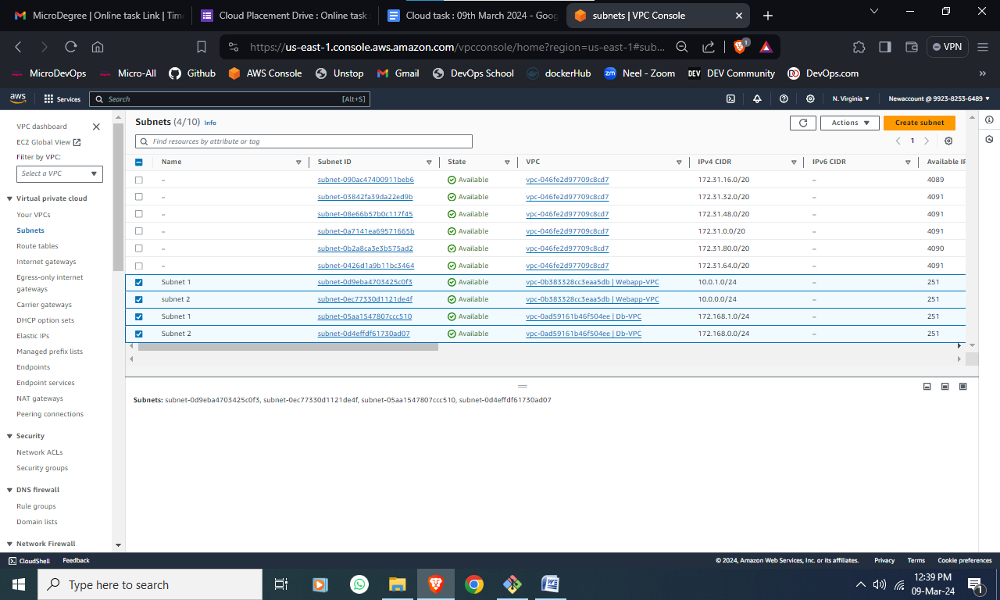 MicroDegree | Online task Link | Time
Cloud Placement Drive : Online task
Cloud task : 09th March 2024 - Goog
subnets | VPC Console
https://us-east-1.console.aws.amazon.com/vpcconsole/home?region=us-east-1#sub...
1
VPN
MicroDevOps
Micro-All
Github
AWS Console
Unstop
Gmail
DevOps School
dockerHub
zm Neel - Zoom
DEV DEV Community
DevOps.com
aws
Services
Search
[Alt+S]
N. Virginia
Newaccount @ 9923-8253-6489
VPC dashboard
EC2 Global View
Filter by VPC:
Select a VPC
Virtual private cloud
Your VPCs
Subnets
Route tables
Internet gateways
Egress-only internet
gateways
Carrier gateways
DHCP option sets
Elastic IPs
Managed prefix lists
Endpoints
Endpoint services
NAT gateways
Peering connections
Security
Network ACLs
Security groups
DNS firewall
Rule groups
Domain lists
Network Firewall
Subnets (4/10) Info
Actions
Create subnet
Find resources by attribute or tag
1
Name Subnet ID State VPC IPv4 CIDR IPv6 CIDR Available IP
– subnet-090ac47400911beb6 Available vpc-046fe2d97709c8cd7 172.31.16.0/20 – 4089
– subnet-03842fa39da22ed9b Available vpc-046fe2d97709c8cd7 172.31.32.0/20 – 4091
– subnet-08e66b57b0c117f45 Available vpc-046fe2d97709c8cd7 172.31.48.0/20 – 4091
– subnet-0a7141ea69571665b Available vpc-046fe2d97709c8cd7 172.31.0.0/20 – 4091
– subnet-0b2a8ca3e3b575ad2 Available vpc-046fe2d97709c8cd7 172.31.80.0/20 – 4090
– subnet-0426d1a9b11bc3464 Available vpc-046fe2d97709c8cd7 172.31.64.0/20 – 4091
Subnet 1 subnet-0d9eba4703425c0f3 Available vpc-0b383328cc3eaa5db | Webapp-VPC 10.0.1.0/24 – 251
subnet 2 subnet-0ec77330d1121de4f Available vpc-0b383328cc3eaa5db | Webapp-VPC 10.0.0.0/24 – 251
Subnet 1 subnet-05aa1547807ccc510 Available vpc-0ad59161b46f504ee | Db-VPC 172.168.1.0/24 – 251
Subnet 2 subnet-0d4effdf61730ad07 Available vpc-0ad59161b46f504ee | Db-VPC 172.168.0.0/24 – 251
Subnets: subnet-0d9eba4703425c0f3, subnet-0ec77330d1121de4f, subnet-05aa1547807ccc510, subnet-0d4effdf61730ad07
CloudShell
Feedback
© 2024, Amazon Web Services, Inc. or its affiliates.
Privacy
Terms
Cookie preferences
Type here to search
12:39 PM
09-Mar-24
1